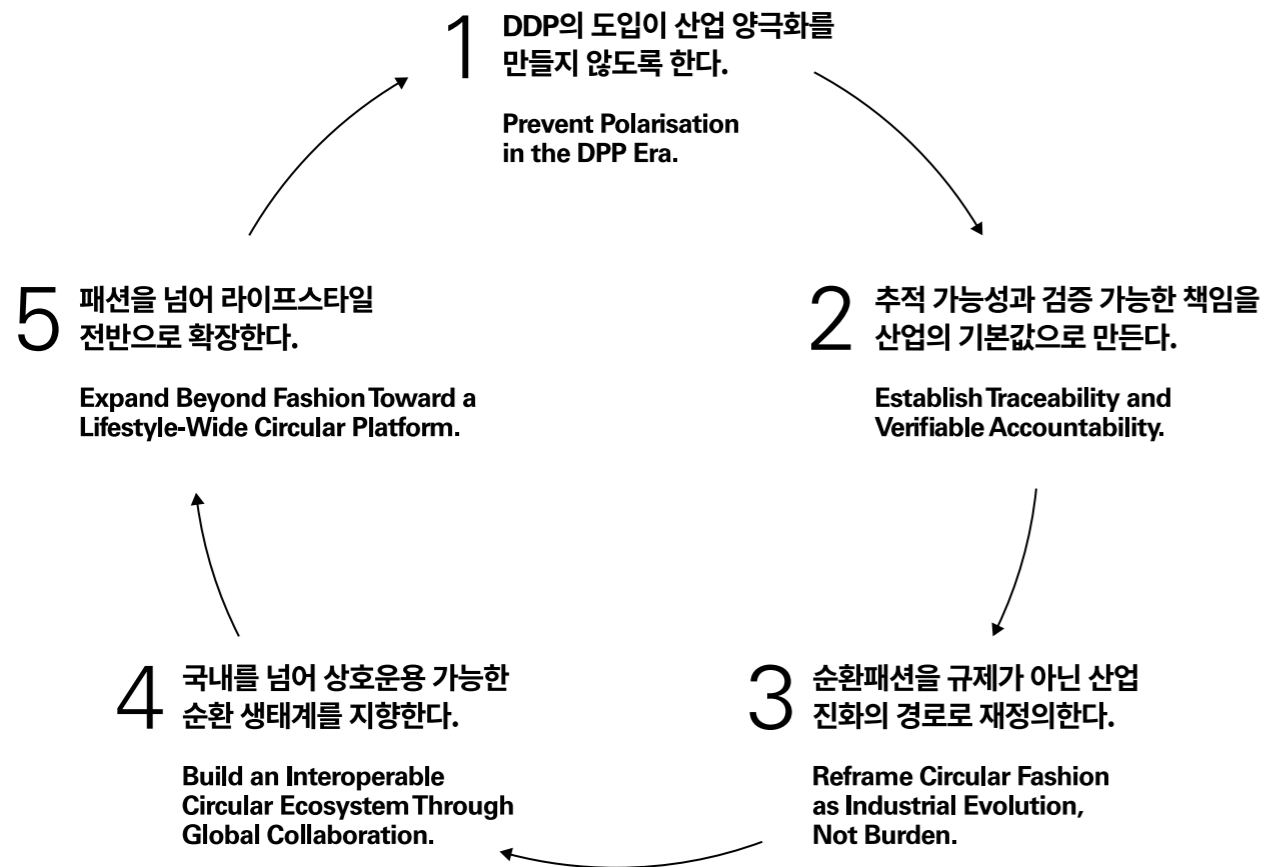 1
DDP의 도입이 산업 양극화를
만들지 않도록 한다.
Prevent Polarisation
in the DPP Era.
2
추적 가능성과 검증 가능한 책임을
산업의 기본값으로 만든다.
Establish Traceability and
Verifiable Accountability.
3
순환패션을 규제가 아닌 산업
진화의 경로로 재정의한다.
Reframe Circular Fashion
as Industrial Evolution,
Not Burden.
4
국내를 넘어 상호운용 가능한
순환 생태계를 지향한다.
Build an Interoperable
Circular Ecosystem Through
Global Collaboration.
5
패션을 넘어 라이프스타일
전반으로 확장한다.
Expand Beyond Fashion Toward a
Lifestyle-Wide Circular Platform.